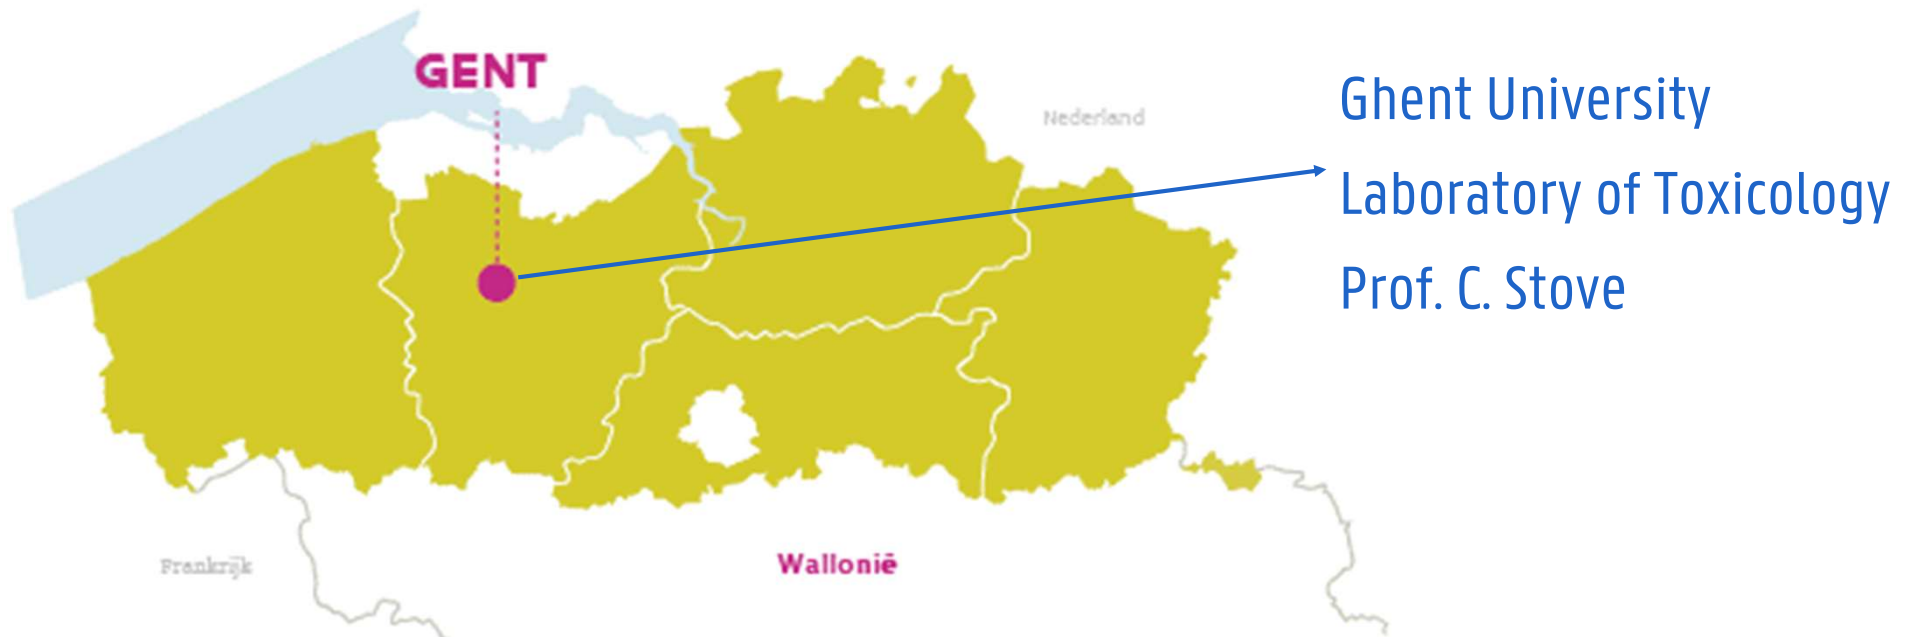 GENT
Nederland
Ghent University
Laboratory of Toxicology
Prof. C. Stove
Frankrijk
Wallonië